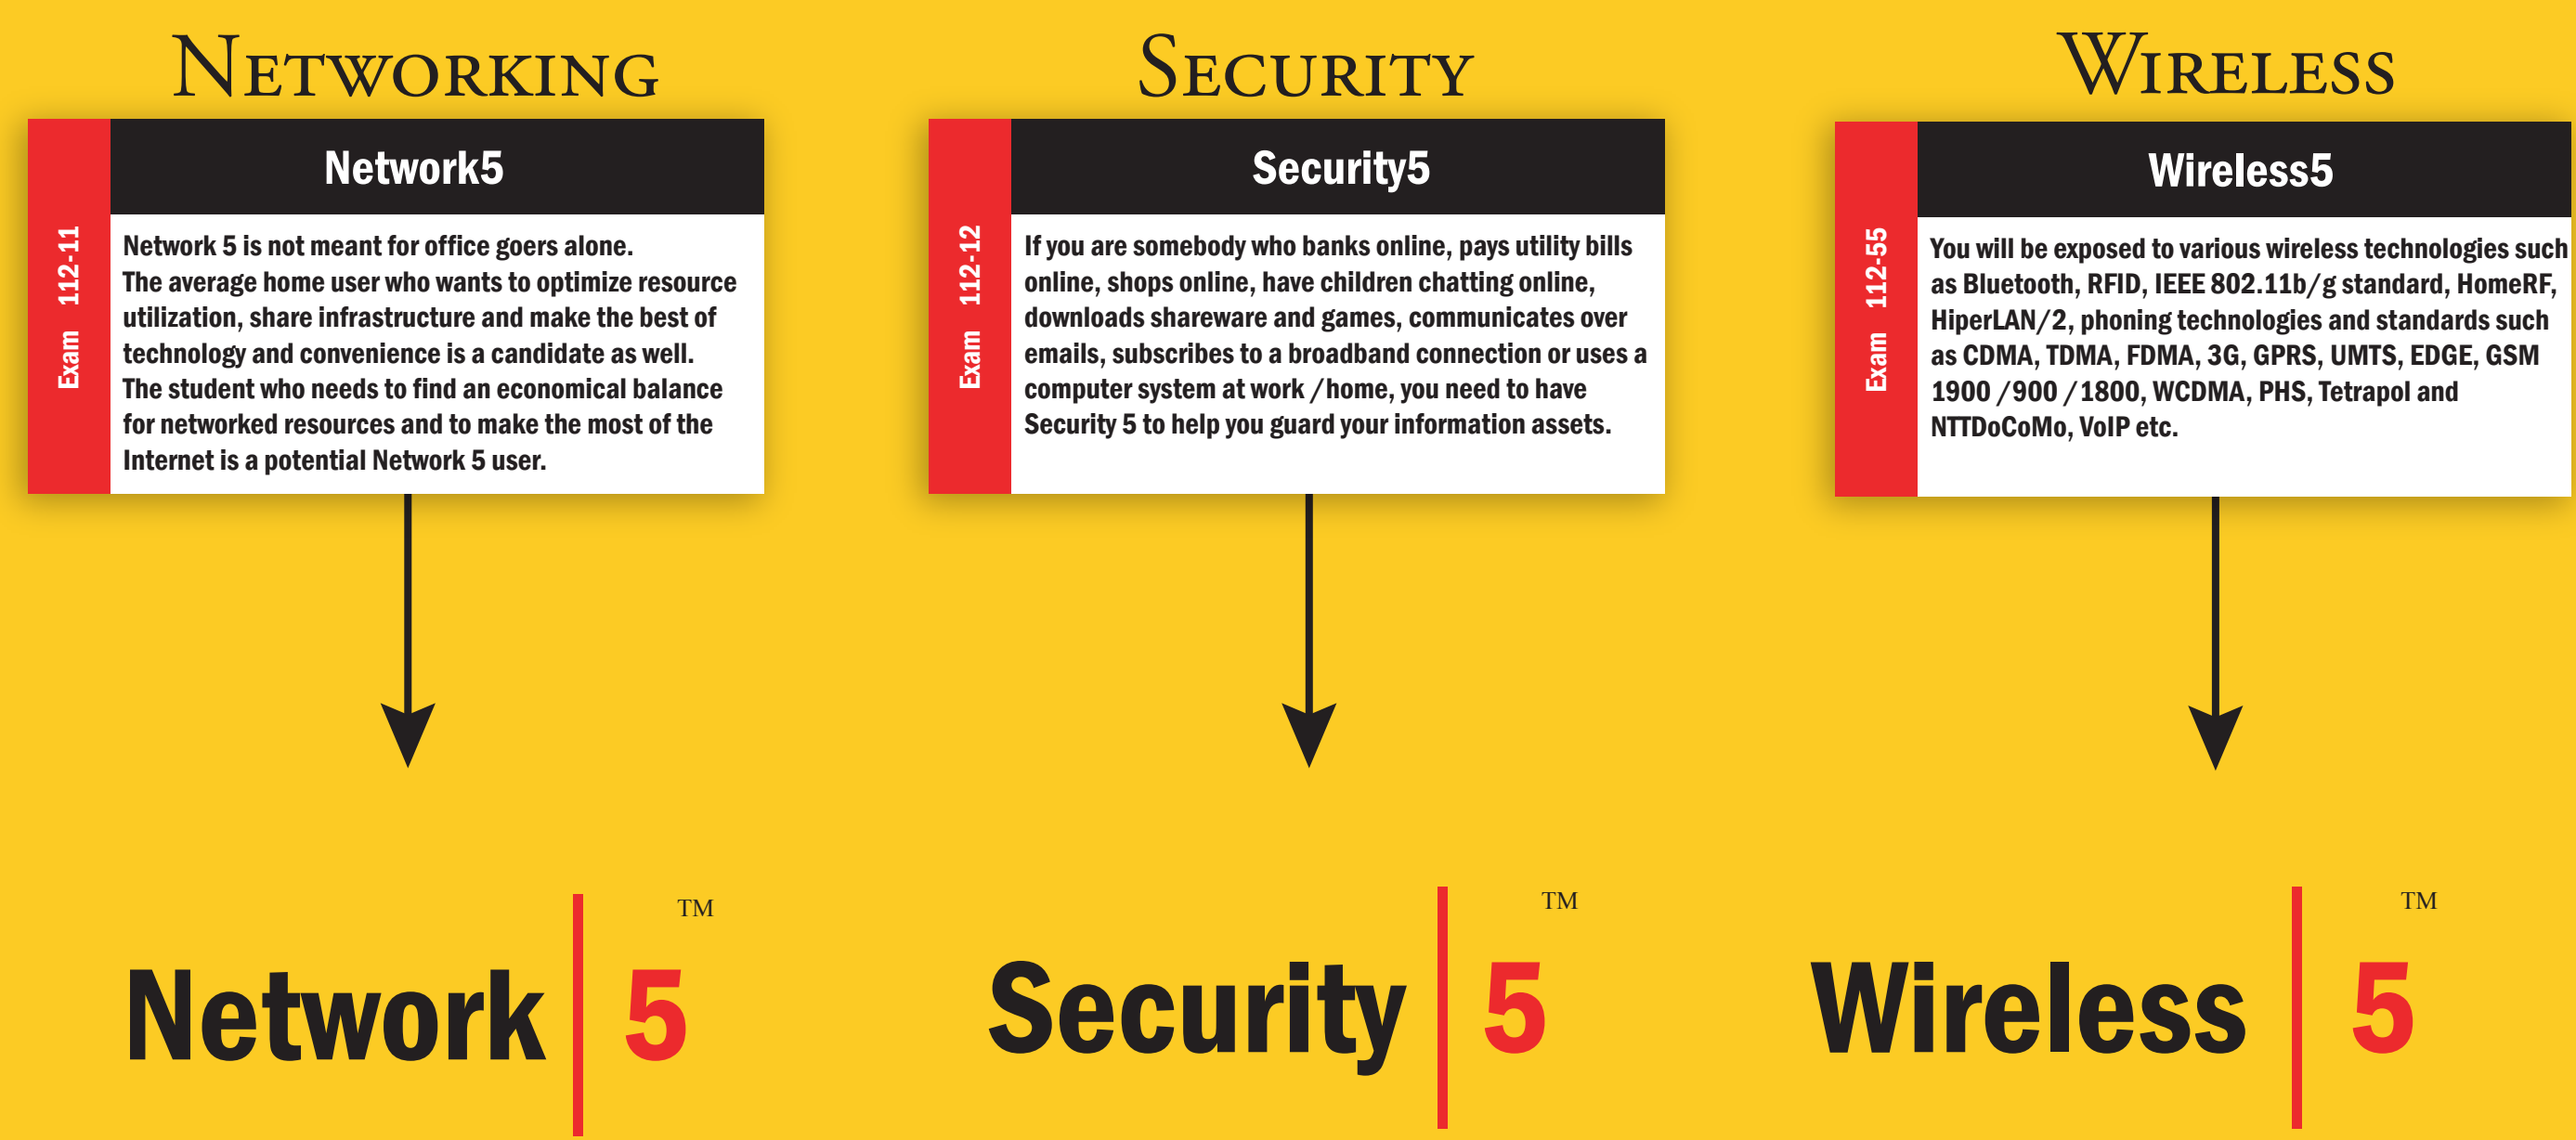 NETWORKING
Network5
Exam 112-11
Network 5 is not meant for office goers alone.
The average home user who wants to optimize resource
utilization, share infrastructure and make the best of
technology and convenience is a candidate as well.
The student who needs to find an economical balance
for networked resources and to make the most of the
Internet is a potential Network 5 user.
Network 5 TM
SECURITY
Security5
Exam 112-12
If you are somebody who banks online, pays utility bills
online, shops online, have children chatting online,
downloads shareware and games, communicates over
emails, subscribes to a broadband connection or uses a
computer system at work /home, you need to have
Security 5 to help you guard your information assets.
Security 5 TM
WIRELESS
Wireless5
Exam 112-55
You will be exposed to various wireless technologies such
as Bluetooth, RFID, IEEE 802.11b/g standard, HomeRF,
HiperLAN/2, phoning technologies and standards such
as CDMA, TDMA, FDMA, 3G, GPRS, UMTS, EDGE, GSM
1900 /900 /1800, WCDMA, PHS, Tetrapol and
NTTDoCoMo, VoIP etc.
Wireless 5 TM